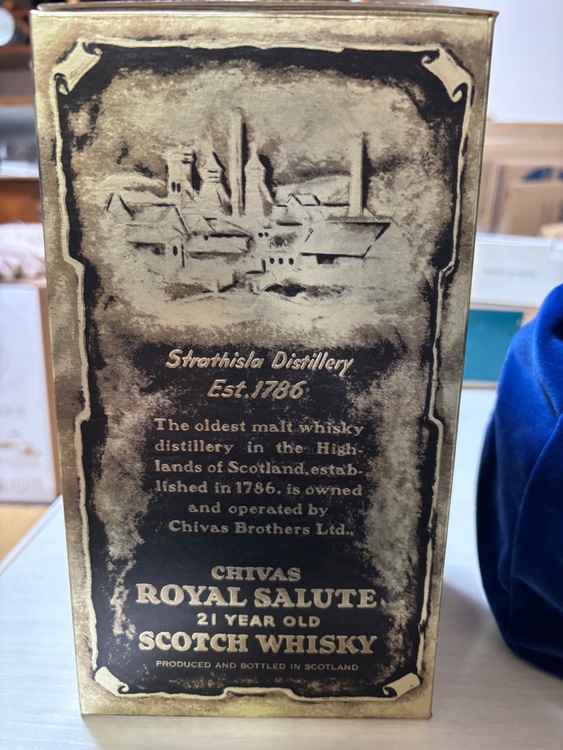 Strathisla Distillery
Est. 1786
The oldest malt whisky
distillery in the High-
lands of Scotland, estab-
lished in 1786, is owned
and operated by
Chivas Brothers Ltd.,
CHIVAS
ROYAL SALUTE
21 YEAR OLD
SCOTCH WHISKY
PRODUCED AND BOTTLED IN SCOTLAND